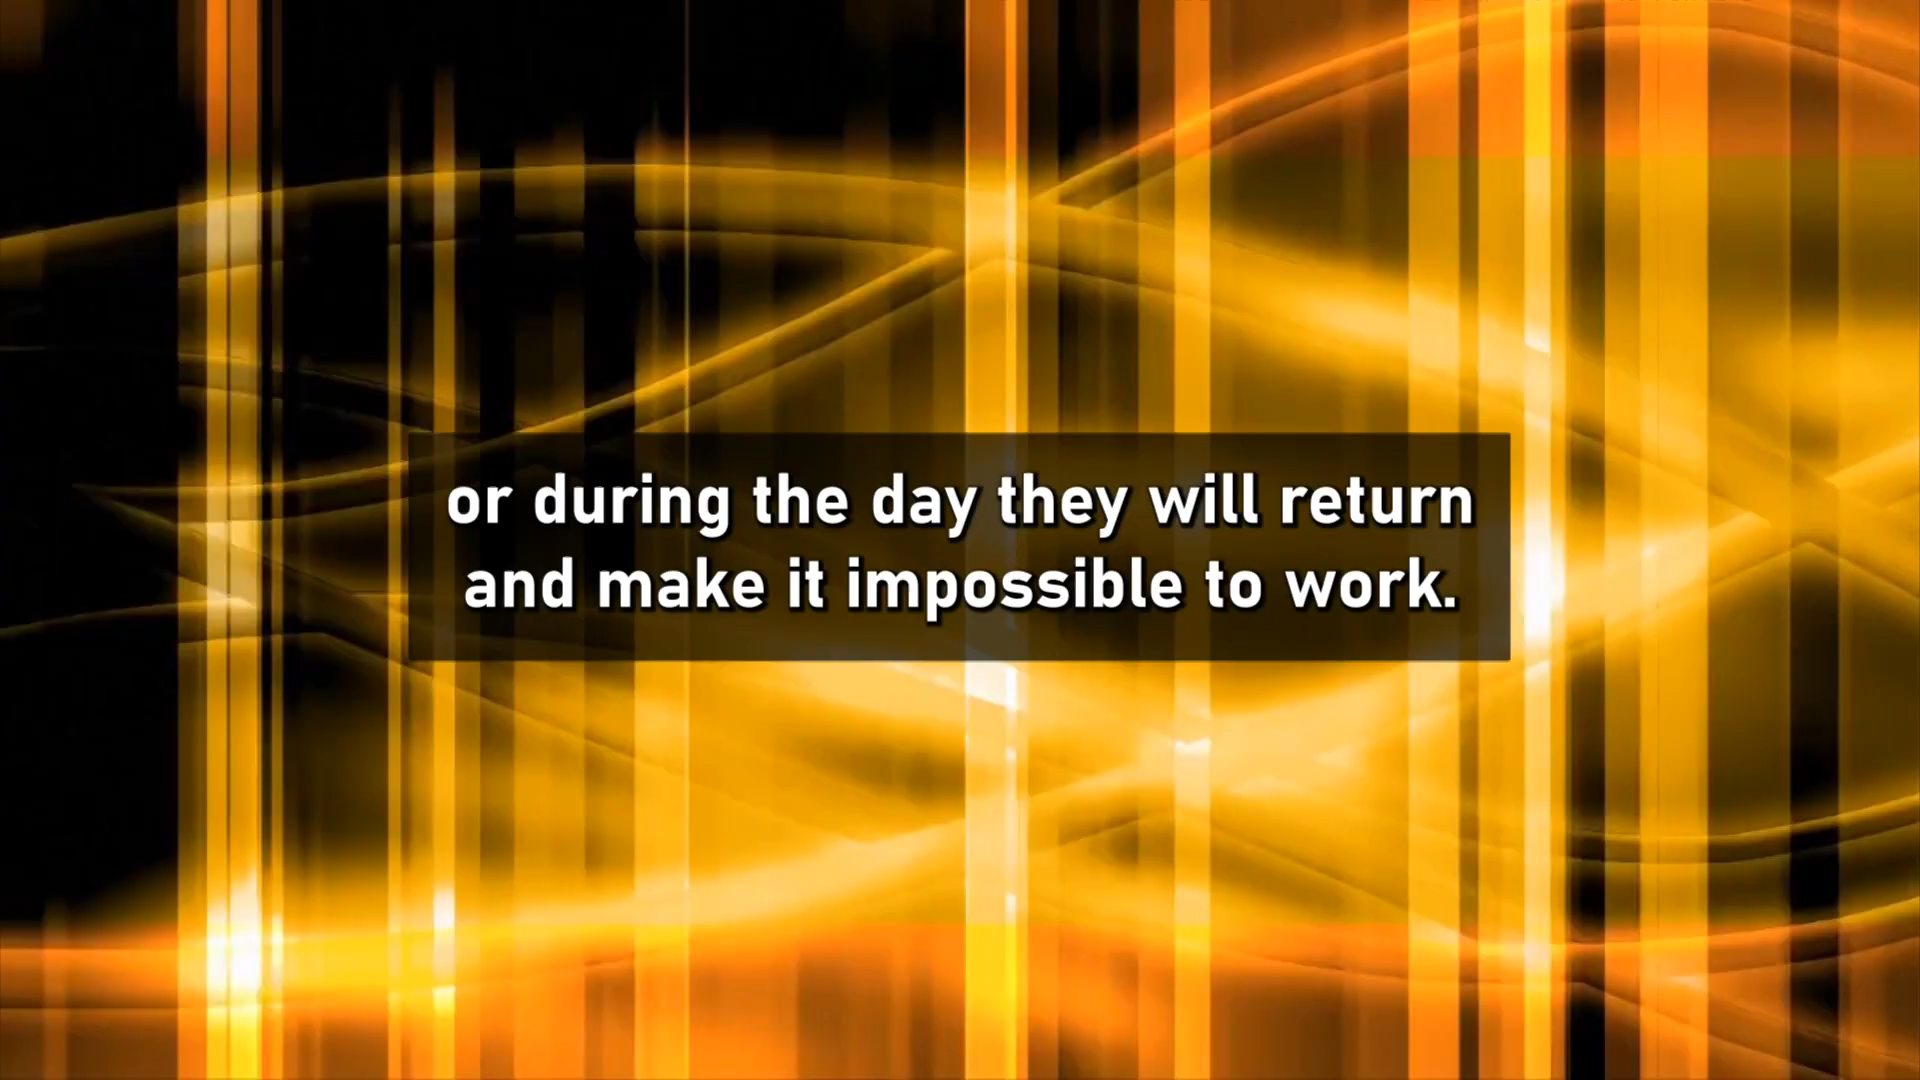 or during the day they will return
and make it impossible to work.